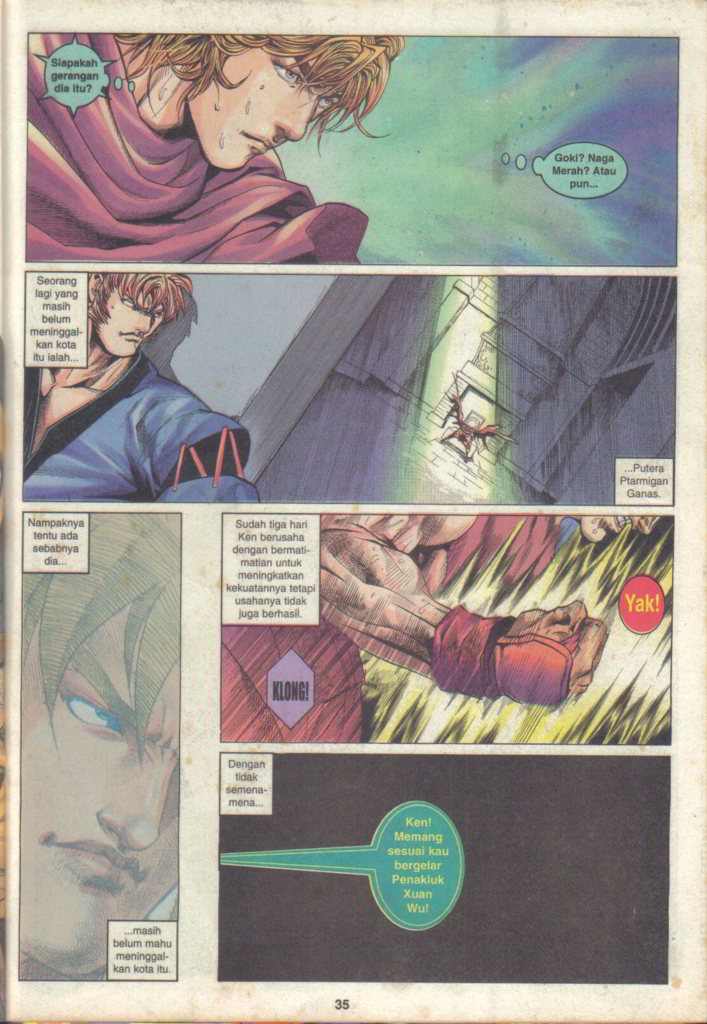 Siapakah
gerangan
dia itu?
Goki? Naga
Merah? Atau
pun...
Seorang
lagi yang
masih
belum
meninggal-
kan kota
itu ialah...
...Putera
Ptarmigan
Ganas.
Nampaknya
tentu ada
sebabnya
dia...
...masih
belum mahu
meninggal-
kan kota itu.
Sudah tiga hari
Ken berusaha
dengan bermati-
matian untuk
meningkatkan
kekuatannya tetapi
usahanya tidak
juga berhasil.
Yak!
KLONG!
Dengan
tidak
semena-
mena...
Ken!
Memang
sesuai kau
bergelar
Penakluk
Xuan
Wu!
35